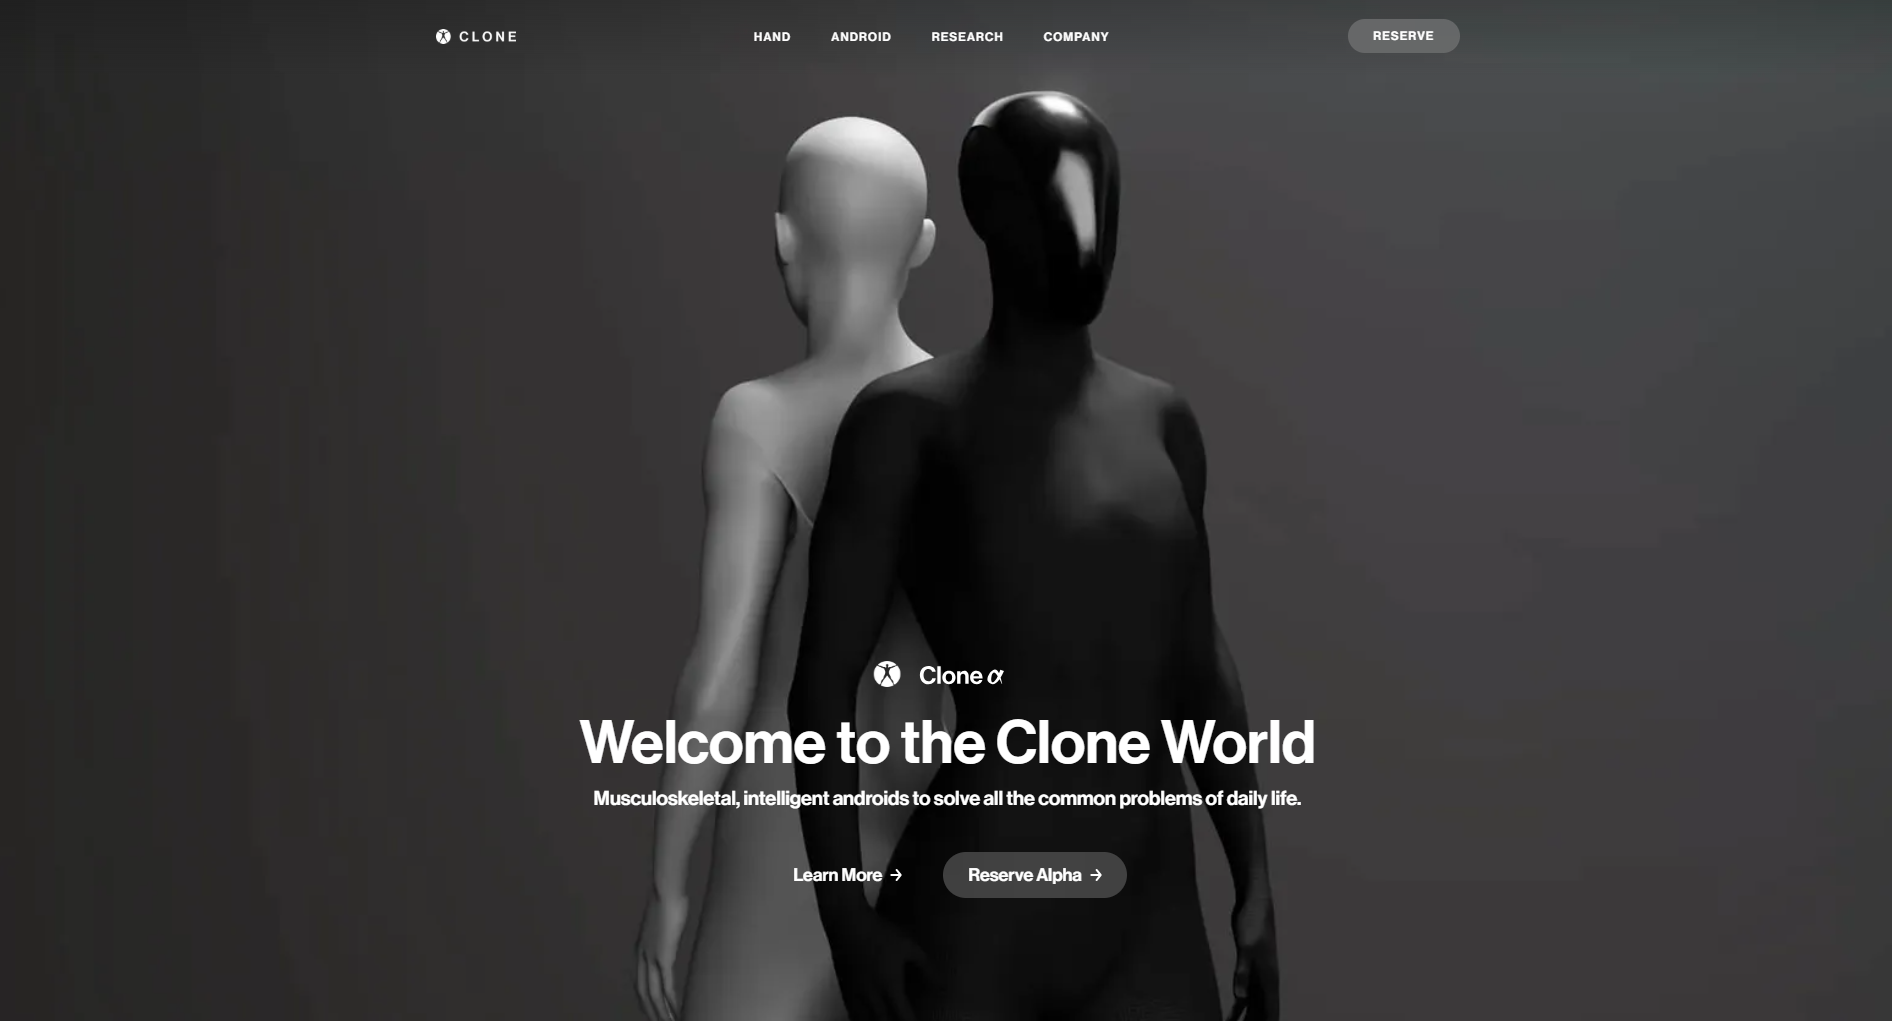 CLONE
HAND ANDROID RESEARCH COMPANY
RESERVE
Clone α
Welcome to the Clone World
Musculoskeletal, intelligent androids to solve all the common problems of daily life.
Learn More →
Reserve Alpha →